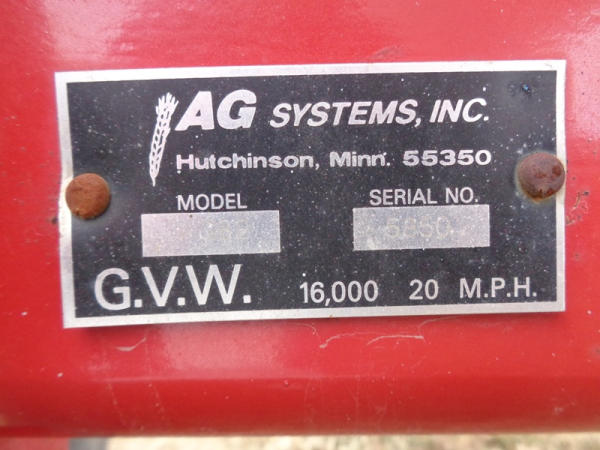 AG SYSTEMS, INC.
Hutchinson, Minn. 55350
MODEL SERIAL NO.
G.V.W. 16,000 20 M.P.H.